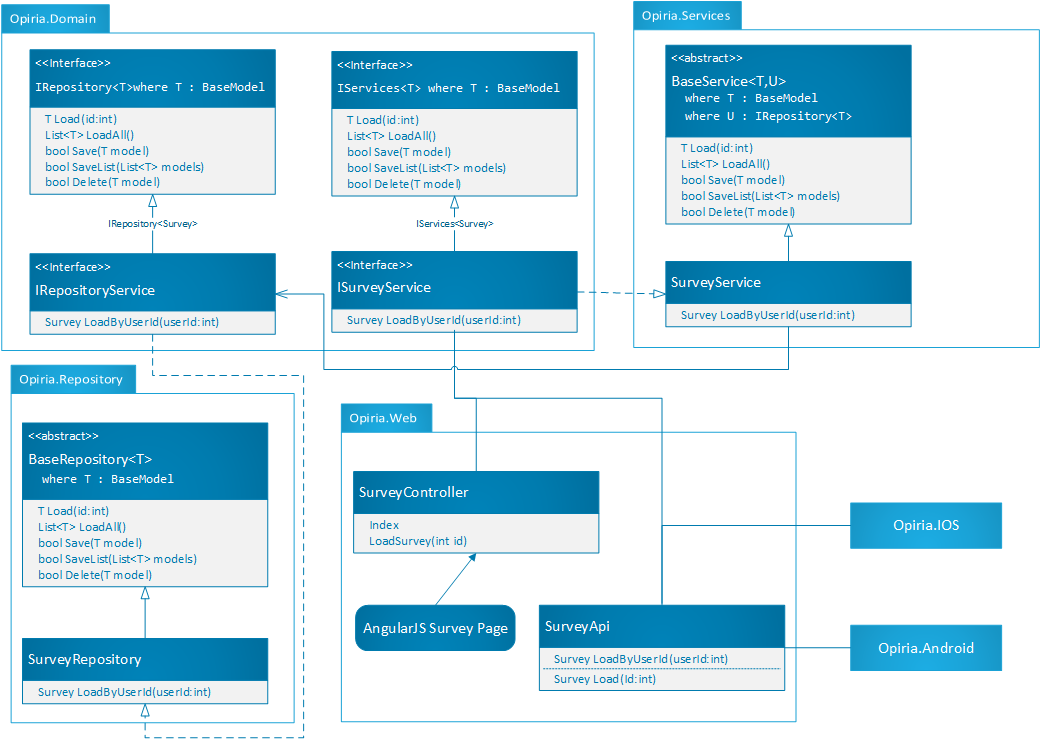 Opiria.Domain
<<Interface>>
IRepository<T>where T : BaseModel
T Load(id:int)
List<T> LoadAll()
bool Save(T model)
bool SaveList(List<T> models)
bool Delete(T model)
<<Interface>>
IServices<T> where T : BaseModel
T Load(id:int)
List<T> LoadAll()
bool Save(T model)
bool SaveList(List<T> models)
bool Delete(T model)
IRepository<Survey>
IServices<Survey>
<<Interface>>
IRepositoryService
Survey LoadByUserId(userId:int)
<<Interface>>
ISurveyService
Survey LoadByUserId(userId:int)
Opiria.Services
<<abstract>>
BaseService<T,U>
where T : BaseModel
where U : IRepository<T>
T Load(id:int)
List<T> LoadAll()
bool Save(T model)
bool SaveList(List<T> models)
bool Delete(T model)
SurveyService
Survey LoadByUserId(userId:int)
Opiria.Repository
<<abstract>>
BaseRepository<T>
where T : BaseModel
T Load(id:int)
List<T> LoadAll()
bool Save(T model)
bool SaveList(List<T> models)
bool Delete(T model)
SurveyRepository
Survey LoadByUserId(userId:int)
Opiria.Web
SurveyController
Index
LoadSurvey(int id)
AngularJS Survey Page
SurveyApi
Survey LoadByUserId(userId:int)
Survey Load(Id:int)
Opiria.IOS
Opiria.Android